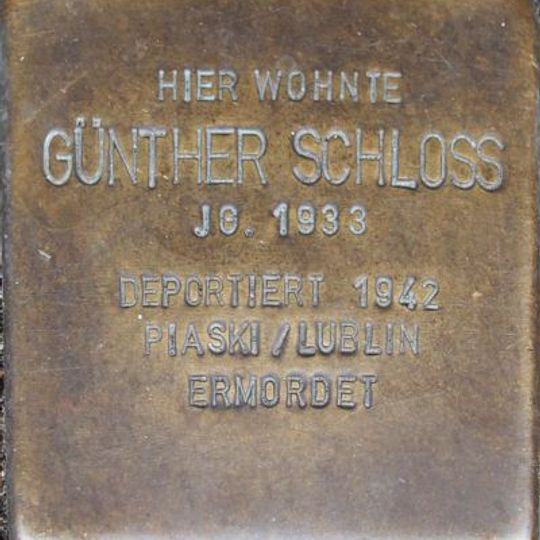 HIER WOHNTE
GÜNTHER SCHLOSS
JG. 1933
DEPORTIERT 1942
PIASKI / LUBLIN
ERMORDET